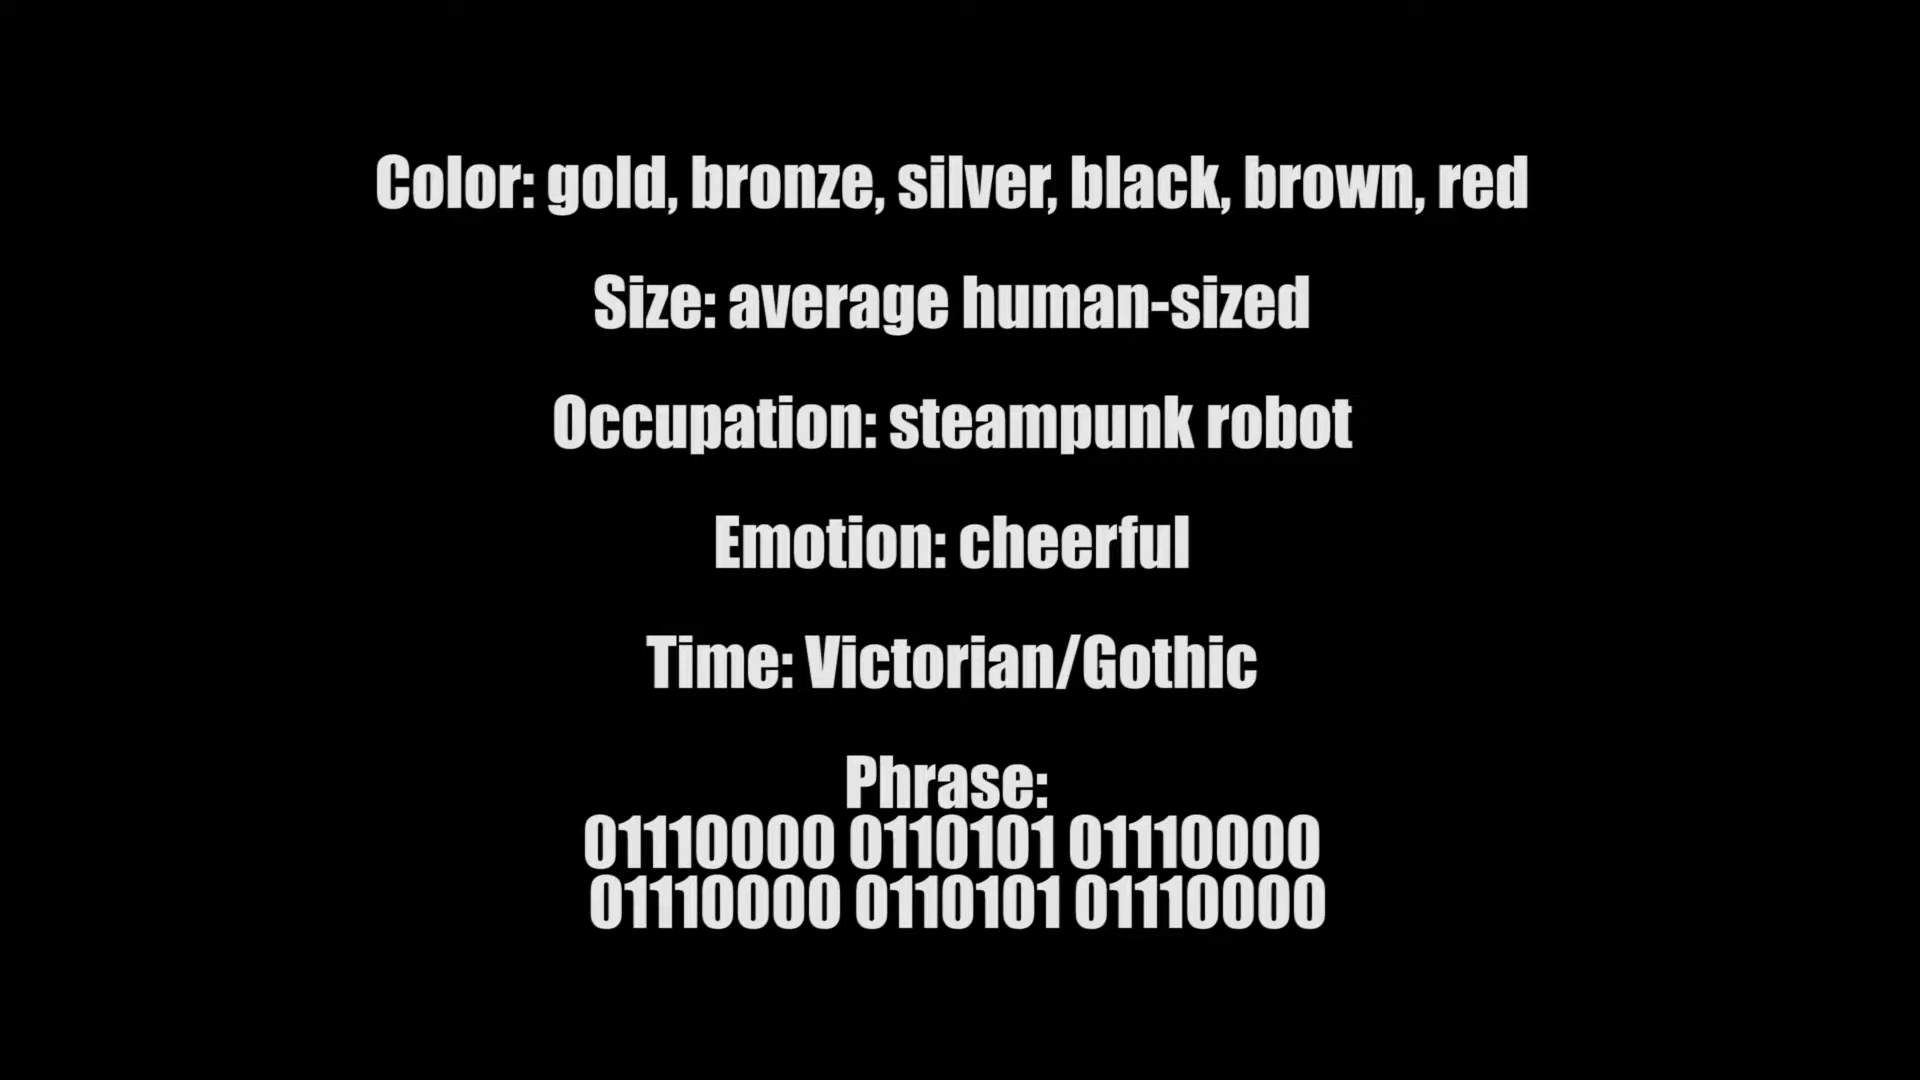 Color: gold, bronze, silver, black, brown, red
Size: average human-sized
Occupation: steampunk robot
Emotion: cheerful
Time: Victorian/Gothic
Phrase:
01110000 0110101 01110000
01110000 0110101 01110000